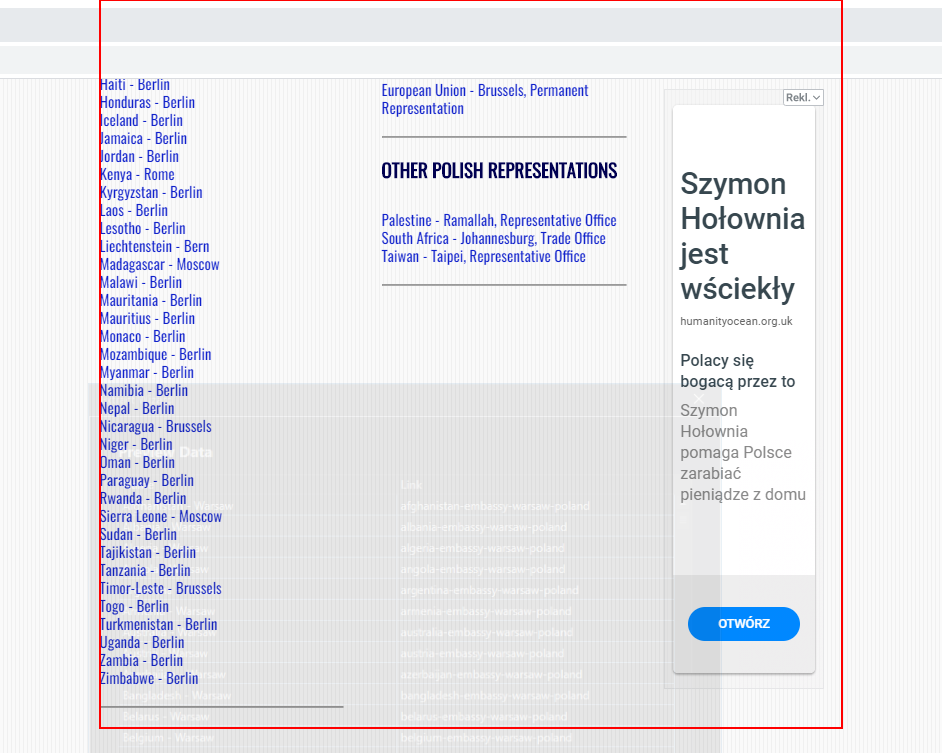 Haiti - Berlin
Honduras - Berlin
Iceland - Berlin
Jamaica - Berlin
Jordan - Berlin
Kenya - Rome
Kyrgyzstan - Berlin
Laos - Berlin
Lesotho - Berlin
Liechtenstein - Bern
Madagascar - Moscow
Malawi - Berlin
Mauritania - Berlin
Mauritius - Berlin
Monaco - Berlin
Mozambique - Berlin
Myanmar - Berlin
Namibia - Berlin
Nepal - Berlin
Nicaragua - Brussels
Niger - Berlin
Oman - Berlin
Paraguay - Berlin
Rwanda - Berlin
Sierra Leone - Moscow
Sudan - Berlin
Tajikistan - Berlin
Tanzania - Berlin
Timor-Leste - Brussels
Togo - Berlin
Turkmenistan - Berlin
Uganda - Berlin
Zambia - Berlin
Zimbabwe - Berlin
European Union - Brussels, Permanent
Representation
OTHER POLISH REPRESENTATIONS
Palestine - Ramallah, Representative Office
South Africa - Johannesburg, Trade Office
Taiwan - Taipei, Representative Office
Rekl.
Szymon
Hołownia
jest
wściekły
humanityocean.org.uk
Polacy się
bogacą przez to
Szymon
Hołownia
pomaga Polsce
zarabiać
pieniądze z domu
OTWÓRZ
Data
Link
afghanistan-embassy-warsaw-poland
albania-embassy-warsaw-poland
algeria-embassy-warsaw-poland
angola-embassy-warsaw-poland
argentina-embassy-warsaw-poland
armenia-embassy-warsaw-poland
australia-embassy-warsaw-poland
austria-embassy-warsaw-poland
azerbaijan-embassy-warsaw-poland
Bangladesh - Warsaw
bangladesh-embassy-warsaw-poland
Belarus - Warsaw
belarus-embassy-warsaw-poland
Belgium - Warsaw
belgium-embassy-warsaw-poland